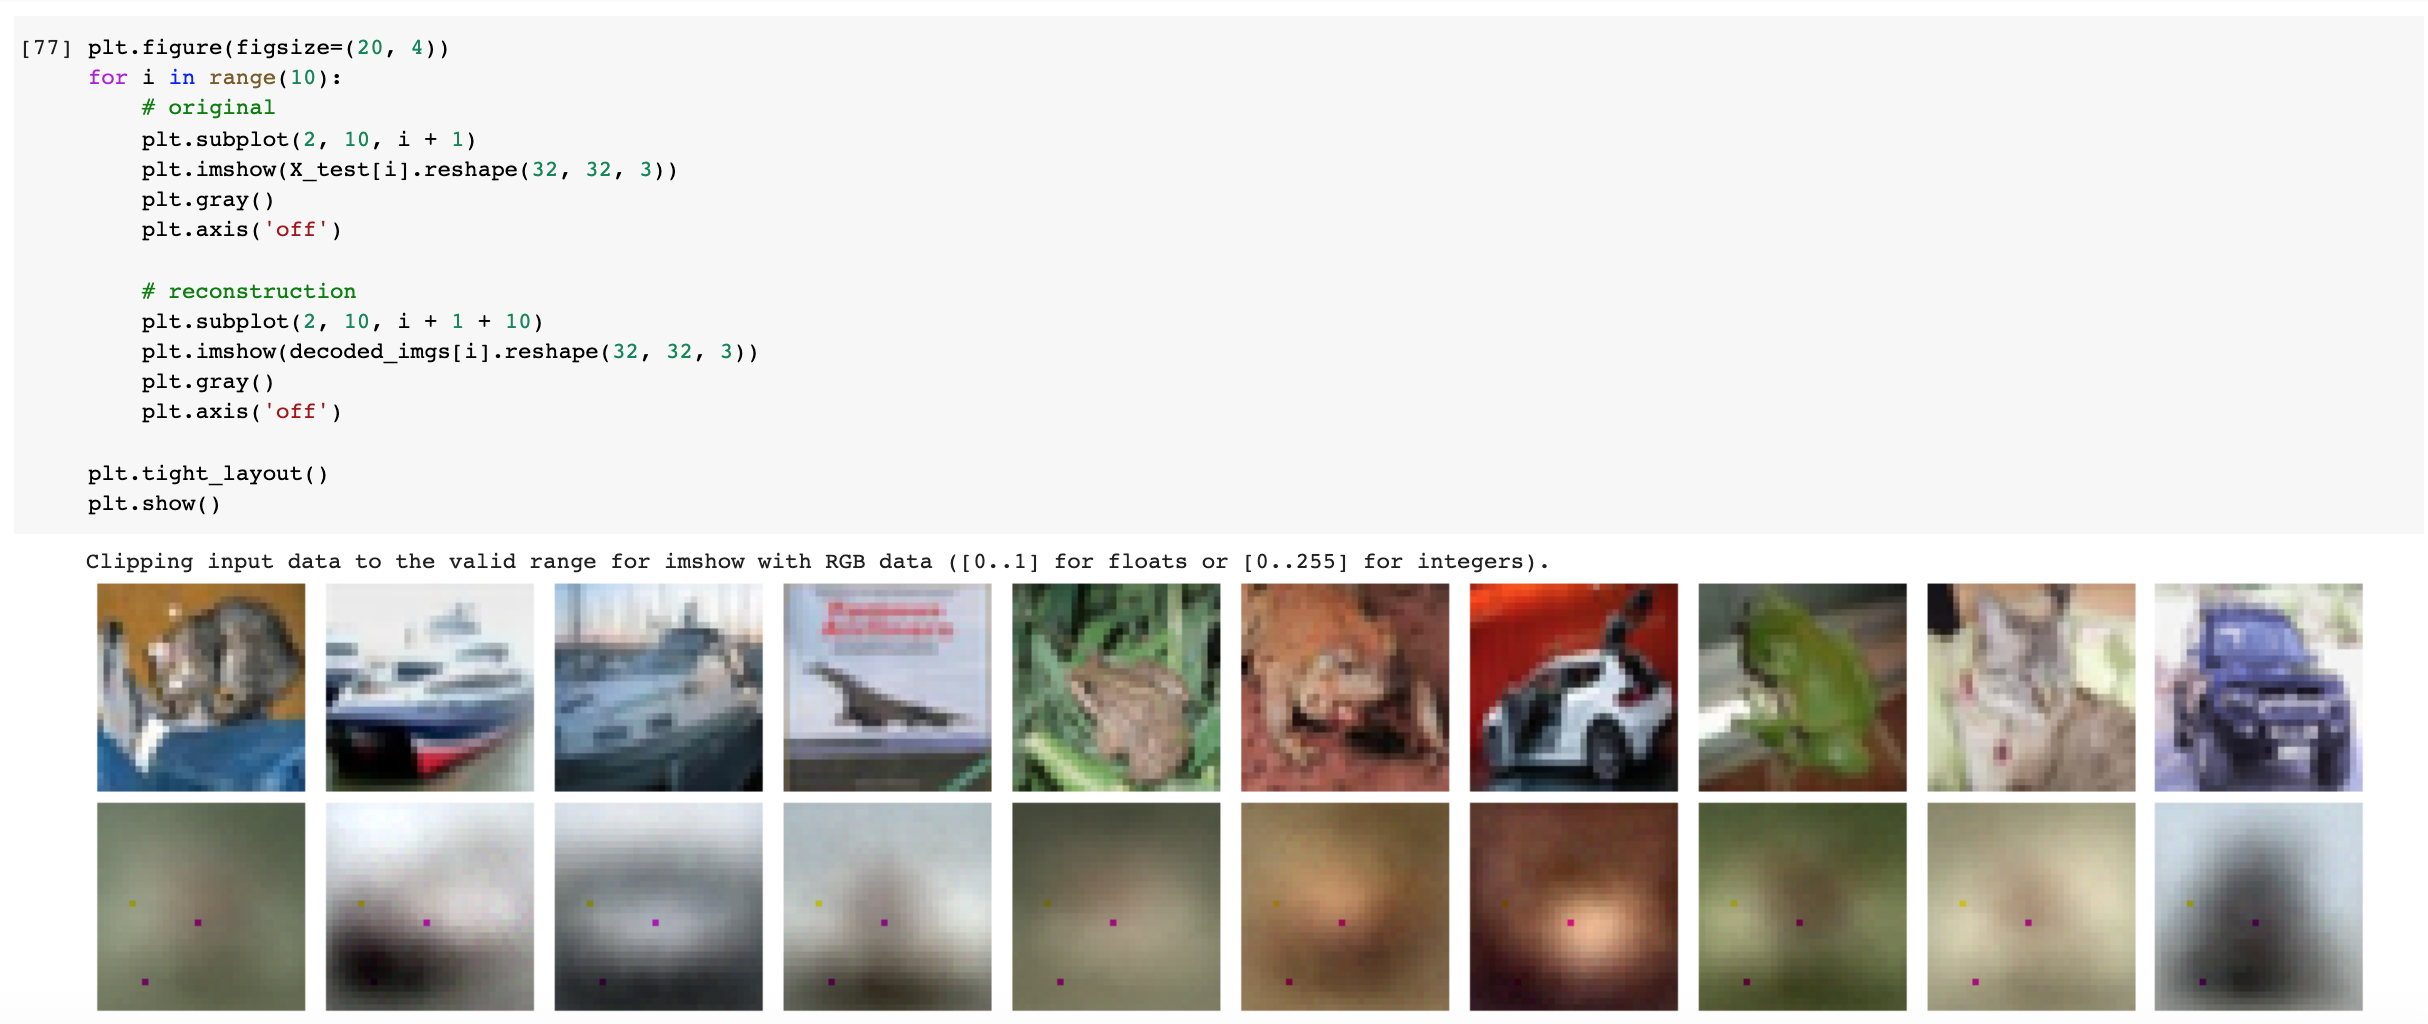 [77] plt.figure(figsize=(20, 4))
for i in range(10):
    # original
    plt.subplot(2, 10, i + 1)
    plt.imshow(X_test[i].reshape(32, 32, 3))
    plt.gray()
    plt.axis('off')
    # reconstruction
    plt.subplot(2, 10, i + 1 + 10)
    plt.imshow(decoded_imgs[i].reshape(32, 32, 3))
    plt.gray()
    plt.axis('off')
plt.tight_layout()
plt.show()
Clipping input data to the valid range for imshow with RGB data ([0..1] for floats or [0..255] for integers).